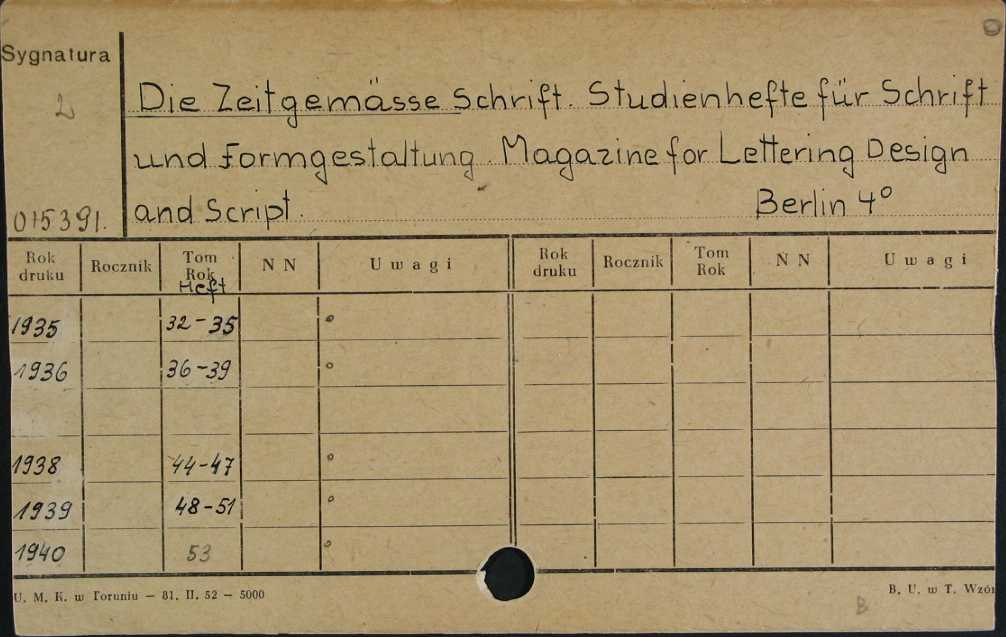 Sygnatura
2
Die Zeitgemässe Schrift. Studienhefte für Schrift
und Formgestaltung. Magazine for Lettering Design
015391. and Script. Berlin 4°
Rok druku Rocznik Tom Rok Heft N N Uwagi Rok druku Rocznik Tom Rok N N Uwagi
1935 32-35
1936 36-39
1938 44-47
1939 48-51
1940 53
U. M. K. w Toruniu — 81. II. 52 — 5000 B. U. w T. Wzór
B